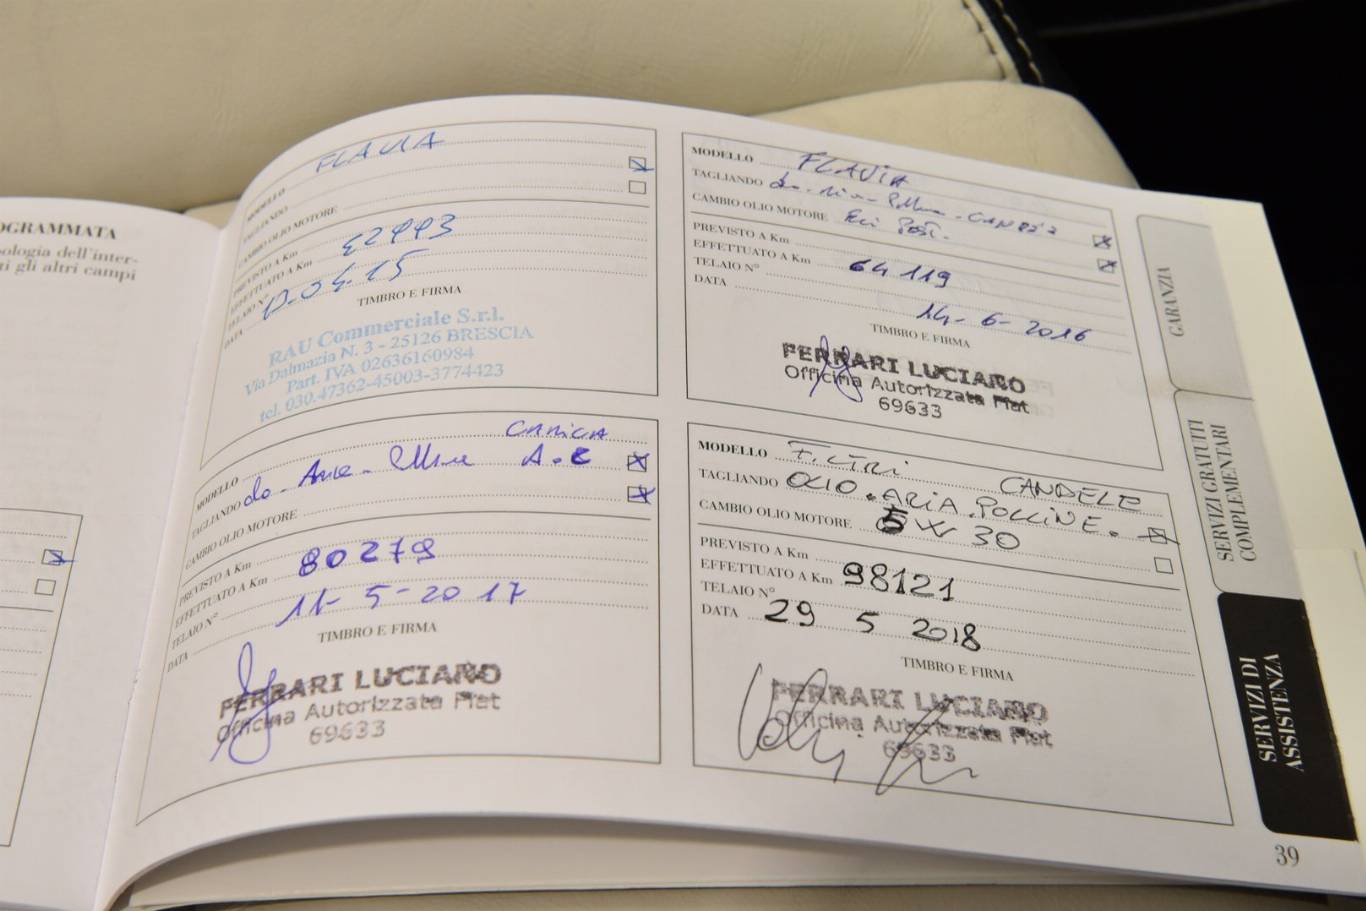 OGRAMMATA
ologia dell'inter-
i gli altri campi
MODELLO FLAVIA
TAGLIANDO
CAMBIO OLIO MOTORE
PREVISTO A Km
EFFETTUATO A Km
TELAIO N°
DATA .04.15
TIMBRO E FIRMA
RAU Commerciale S.r.l.
Via Dalmazia N. 3 - 25126 BRESCIA
Part. IVA 02636160984
tel. 030.47362-45003-3774423
MODELLO FLAVIA
TAGLIANDO
CAMBIO OLIO MOTORE
PREVISTO A Km
EFFETTUATO A Km 64 119
TELAIO N°
DATA 14-6-2016
TIMBRO E FIRMA
FERRARI LUCIANO
Officina Autorizzata Fiat
69633
MODELLO CARICA
TAGLIANDO A.C
CAMBIO OLIO MOTORE
PREVISTO A Km
EFFETTUATO A Km 80279
TELAIO N°
DATA 11-5-2017
TIMBRO E FIRMA
FERRARI LUCIANO
Officina Autorizzata Fiat
69633
MODELLO FILTRI CANDELE
TAGLIANDO OLIO.ARIA.POLLINE.
CAMBIO OLIO MOTORE 5W30
PREVISTO A Km
EFFETTUATO A Km 98121
TELAIO N°
DATA 29 5 2018
TIMBRO E FIRMA
FERRARI LUCIANO
Officina Autorizzata Fiat
69633
GARANZIA
SERVIZI GRATUITI
COMPLEMENTARI
SERVIZI DI
ASSISTENZA
39